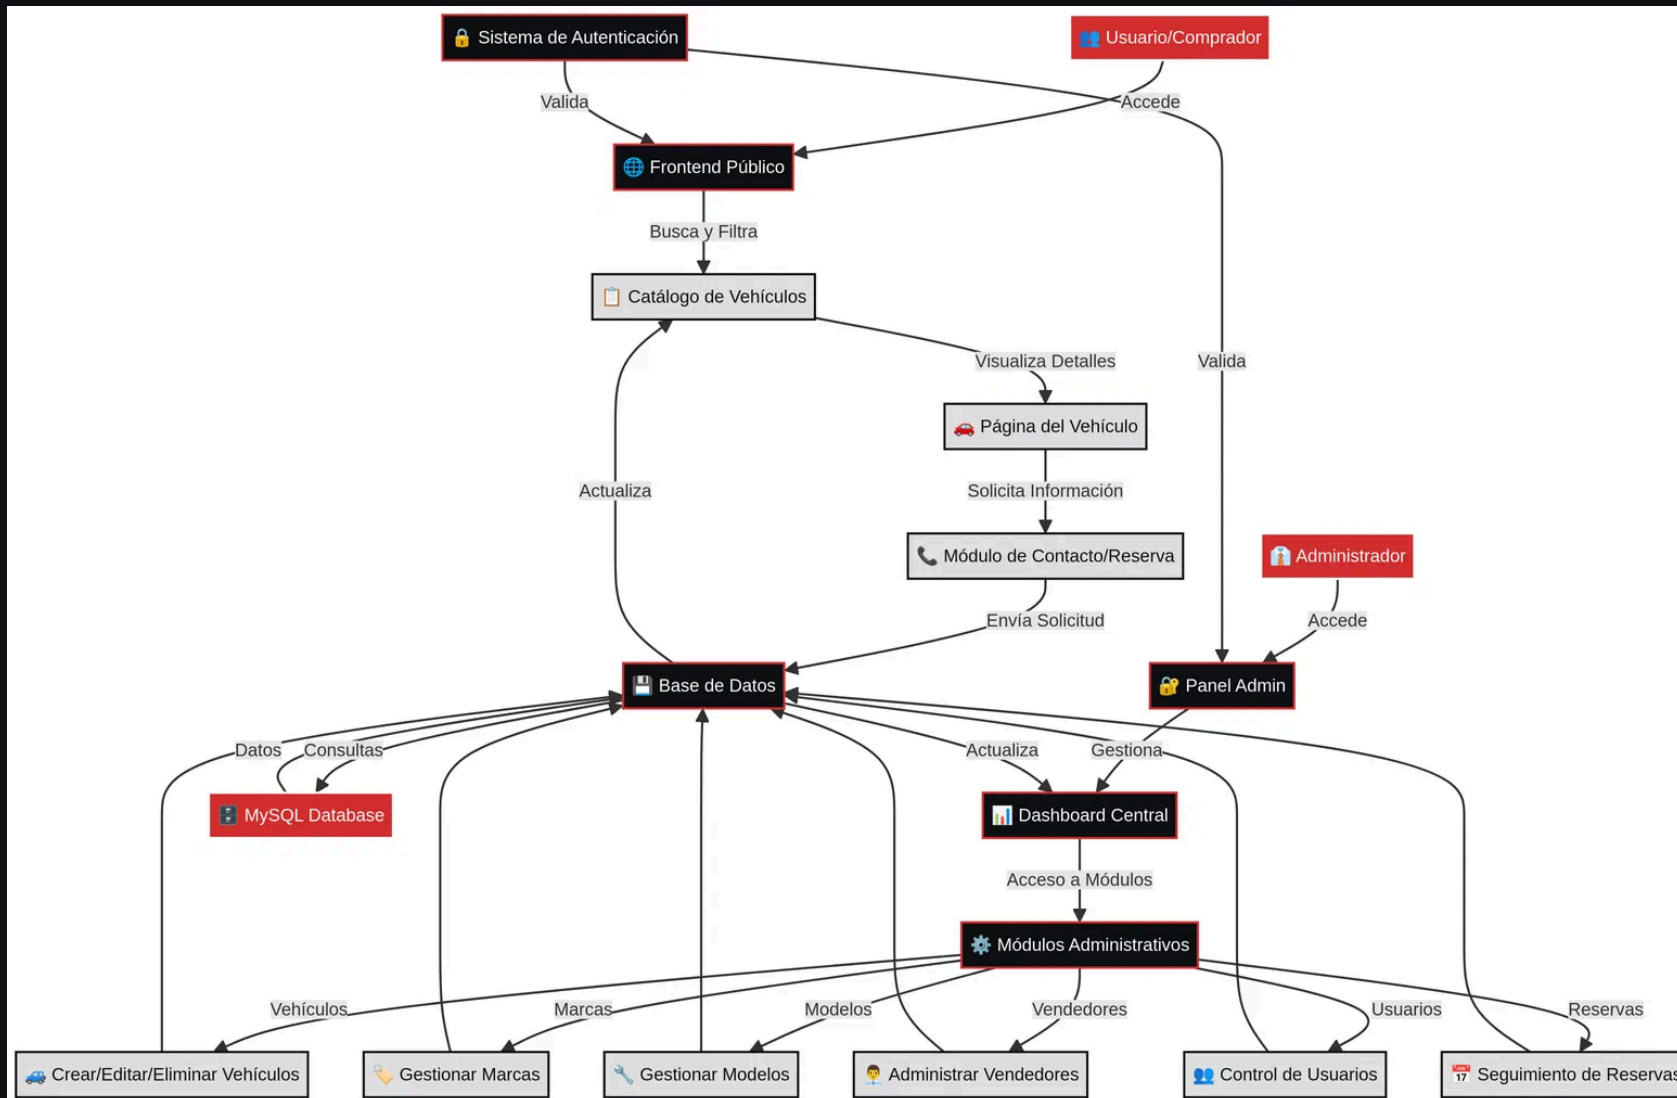 🔒 Sistema de Autenticación
👥 Usuario/Comprador
Valida
Accede
🌐 Frontend Público
Busca y Filtra
📋 Catálogo de Vehículos
Visualiza Detalles
Valida
🚗 Página del Vehículo
Actualiza
Solicita Información
📞 Módulo de Contacto/Reserva
👔 Administrador
Envía Solicitud
Accede
💾 Base de Datos
🔐 Panel Admin
Datos
Consultas
Actualiza
Gestiona
🗄️ MySQL Database
📊 Dashboard Central
Acceso a Módulos
⚙️ Módulos Administrativos
Vehículos
Marcas
Modelos
Vendedores
Usuarios
Reservas
🚙 Crear/Editar/Eliminar Vehículos
🏷️ Gestionar Marcas
🔧 Gestionar Modelos
👨‍💼 Administrar Vendedores
👥 Control de Usuarios
📅 Seguimiento de Reservas